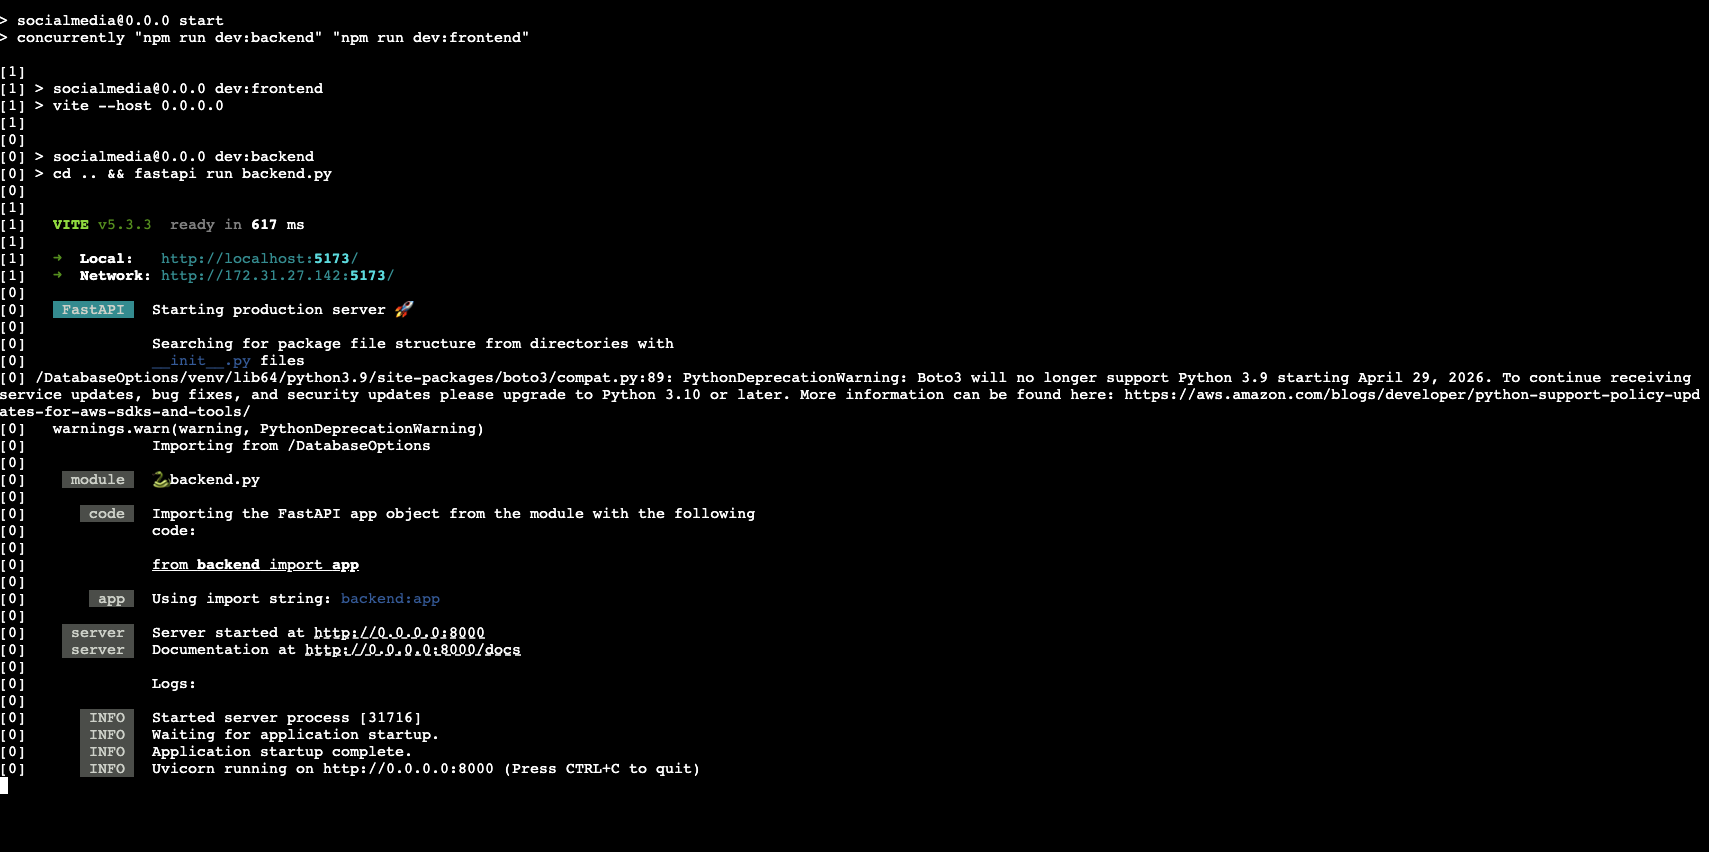 > socialmedia@0.0.0 start
> concurrently "npm run dev:backend" "npm run dev:frontend"
[1]
[1] > socialmedia@0.0.0 dev:frontend
[1] > vite --host 0.0.0.0
[1]
[0]
[0] > socialmedia@0.0.0 dev:backend
[0] > cd .. && fastapi run backend.py
[0]
[1]
[1] VITE v5.3.3 ready in 617 ms
[1]
[1] ➜ Local: http://localhost:5173/
[1] ➜ Network: http://172.31.27.142:5173/
[0]
[0] FastAPI Starting production server 🚀
[0]
[0] Searching for package file structure from directories with
[0] __init__.py files
[0] /DatabaseOptions/venv/lib64/python3.9/site-packages/boto3/compat.py:89: PythonDeprecationWarning: Boto3 will no longer support Python 3.9 starting April 29, 2026. To continue receiving
service updates, bug fixes, and security updates please upgrade to Python 3.10 or later. More information can be found here: https://aws.amazon.com/blogs/developer/python-support-policy-upd
ates-for-aws-sdks-and-tools/
[0] warnings.warn(warning, PythonDeprecationWarning)
[0] Importing from /DatabaseOptions
[0]
[0] module 🐍backend.py
[0]
[0] code Importing the FastAPI app object from the module with the following
[0] code:
[0]
[0] from backend import app
[0]
[0] app Using import string: backend:app
[0]
[0] server Server started at http://0.0.0.0:8000
[0] server Documentation at http://0.0.0.0:8000/docs
[0]
[0] Logs:
[0]
[0] INFO Started server process [31716]
[0] INFO Waiting for application startup.
[0] INFO Application startup complete.
[0] INFO Uvicorn running on http://0.0.0.0:8000 (Press CTRL+C to quit)